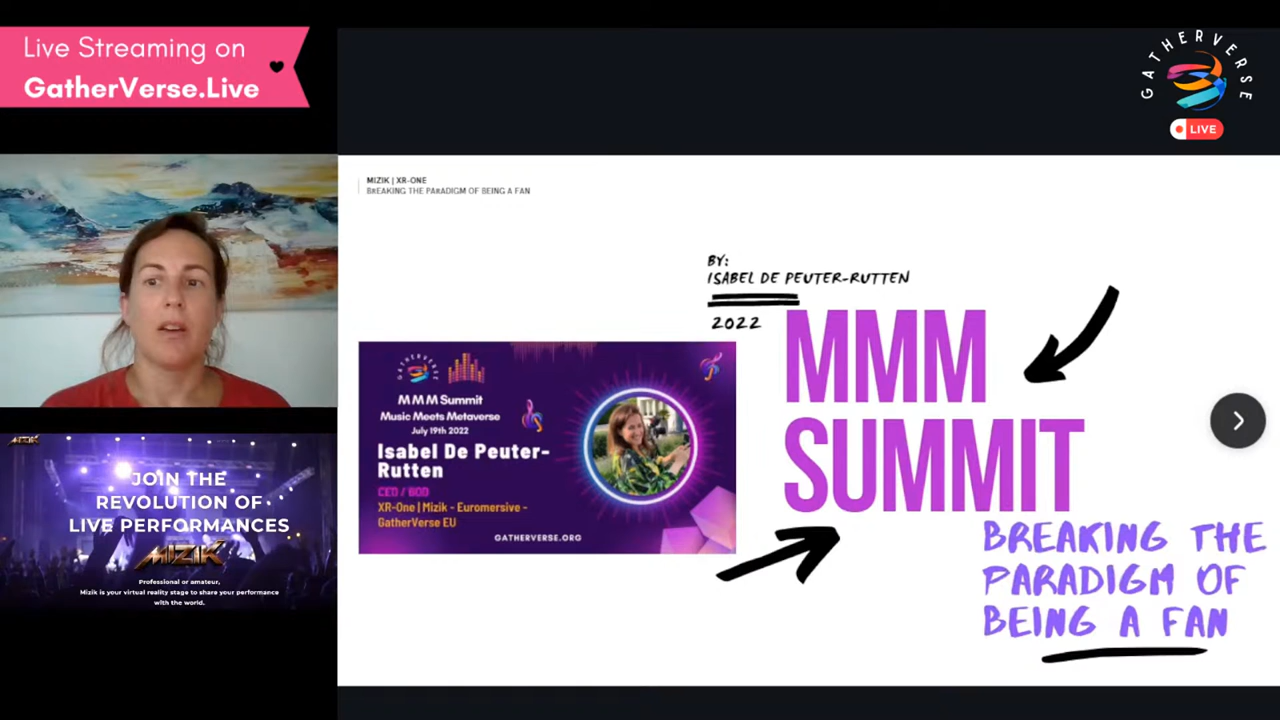 Live Streaming on
GatherVerse.Live
GATHERVERSE
LIVE
MIZIK | XR-ONE
BREAKING THE PARADIGM OF BEING A FAN
BY:
ISABEL DE PEUTER-RUTTEN
2022
MMM
SUMMIT
BREAKING THE
PARADIGM OF
BEING A FAN
GATHERVERSE
M M M Summit
Music Meets Metaverse
July 19th 2022
Isabel De Peuter-
Rutten
CEO / BOD
XR-One | Mizik - Euromersive -
GatherVerse EU
GATHERVERSE.ORG
MIZIK
JOIN THE
REVOLUTION OF
LIVE PERFORMANCES
MIZIK
Professional or amateur,
Mizik is your virtual reality stage to share your performance
with the world.